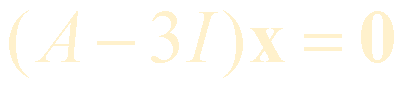 (A − 3I)x = 0